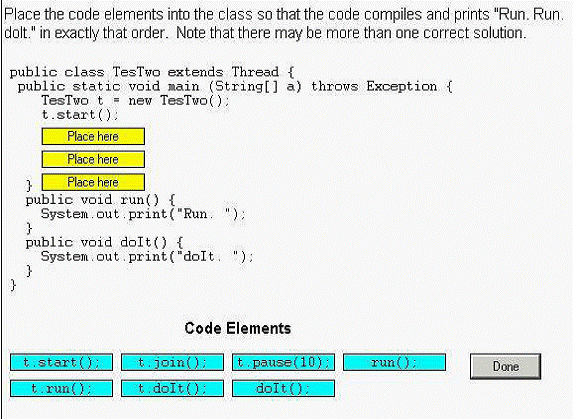 Place the code elements into the class so that the code compiles and prints "Run. Run.
doIt." in exactly that order. Note that there may be more than one correct solution.
public class TesTwo extends Thread {
public static void main (String[] a) throws Exception {
TesTwo t = new TesTwo();
t.start();
Place here
Place here
} Place here
public void run() {
System.out.print("Run. ");
}
public void doIt() {
System.out.print("doIt. ");
}
}
Code Elements
t.start(); t.join(); t.pause(10); run(); Done
t.run(); t.doIt(); doIt();